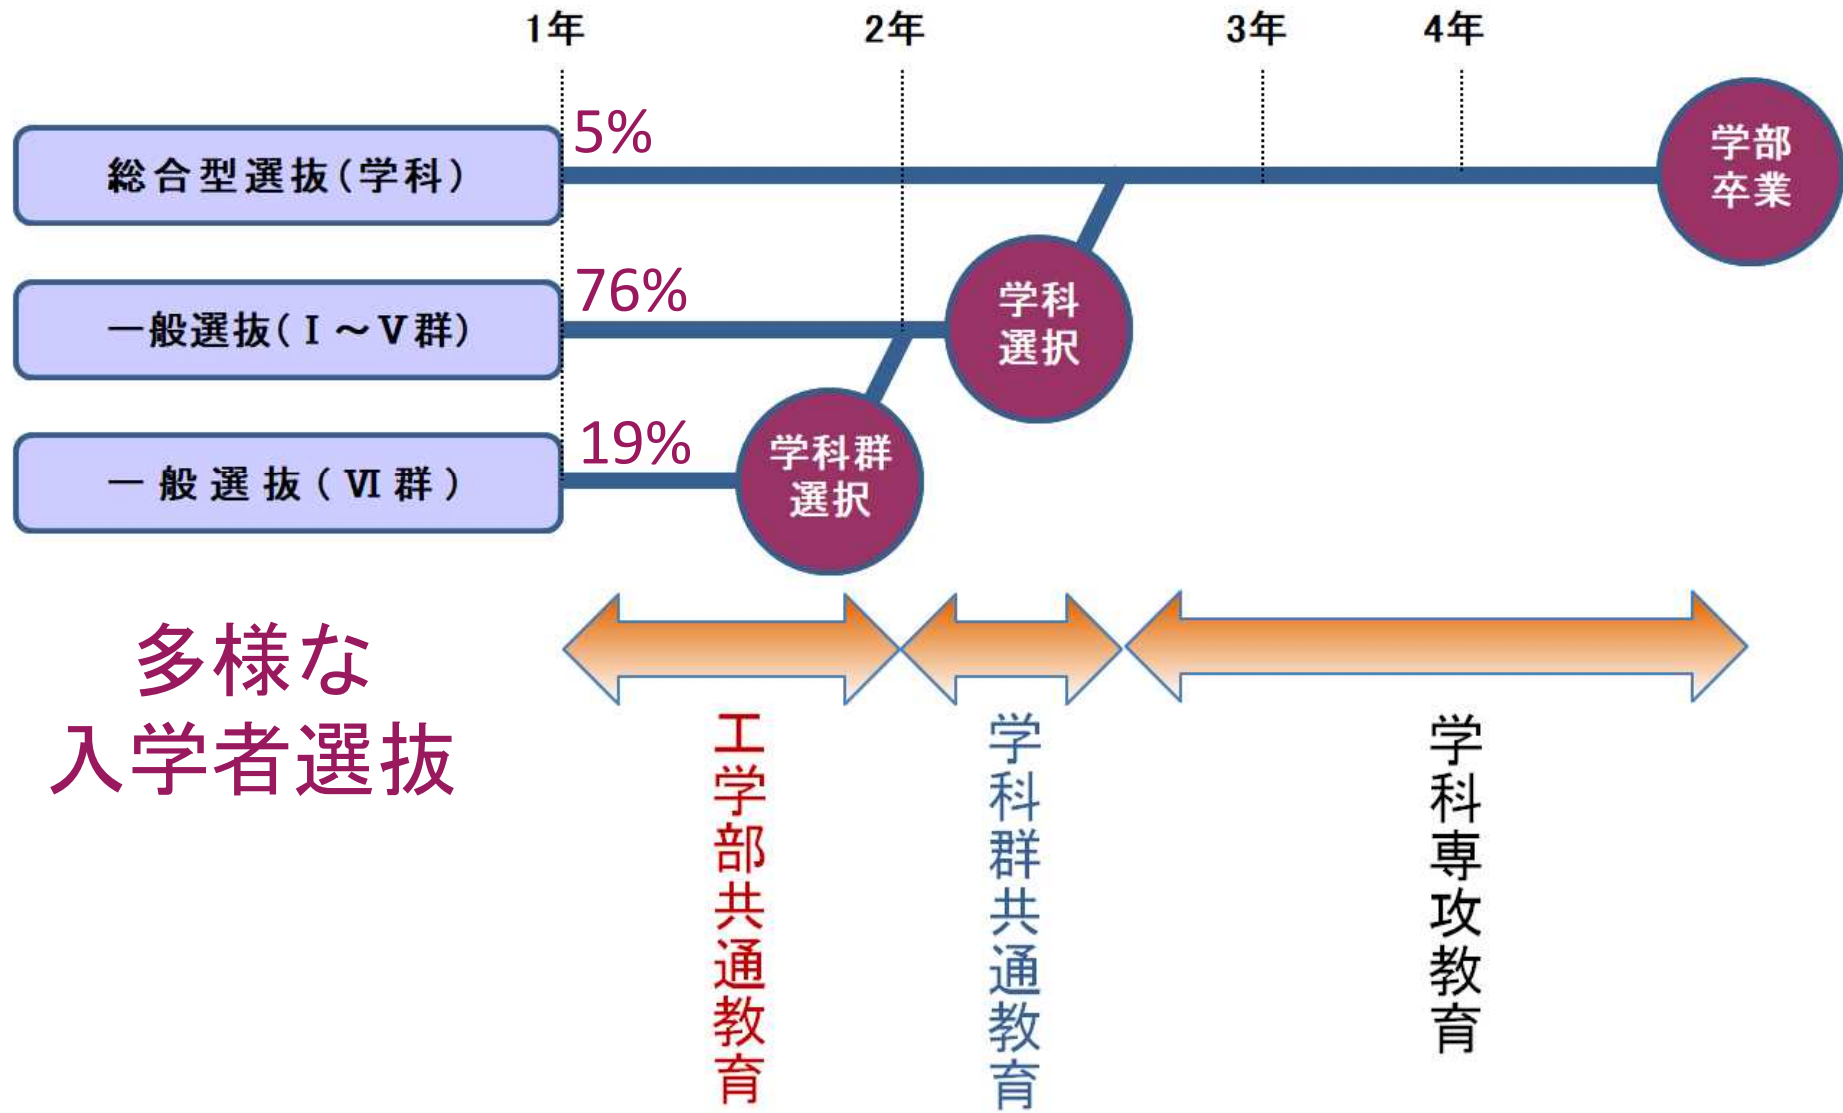 1年
2年
3年
4年
総合型選抜(学科)
5%
学部
卒業
一般選抜(Ⅰ～Ⅴ群)
76%
学科
選択
一般選抜(Ⅵ群)
19%
学科群
選択
多様な
入学者選抜
工学部共通教育
学科群共通教育
学科専攻教育